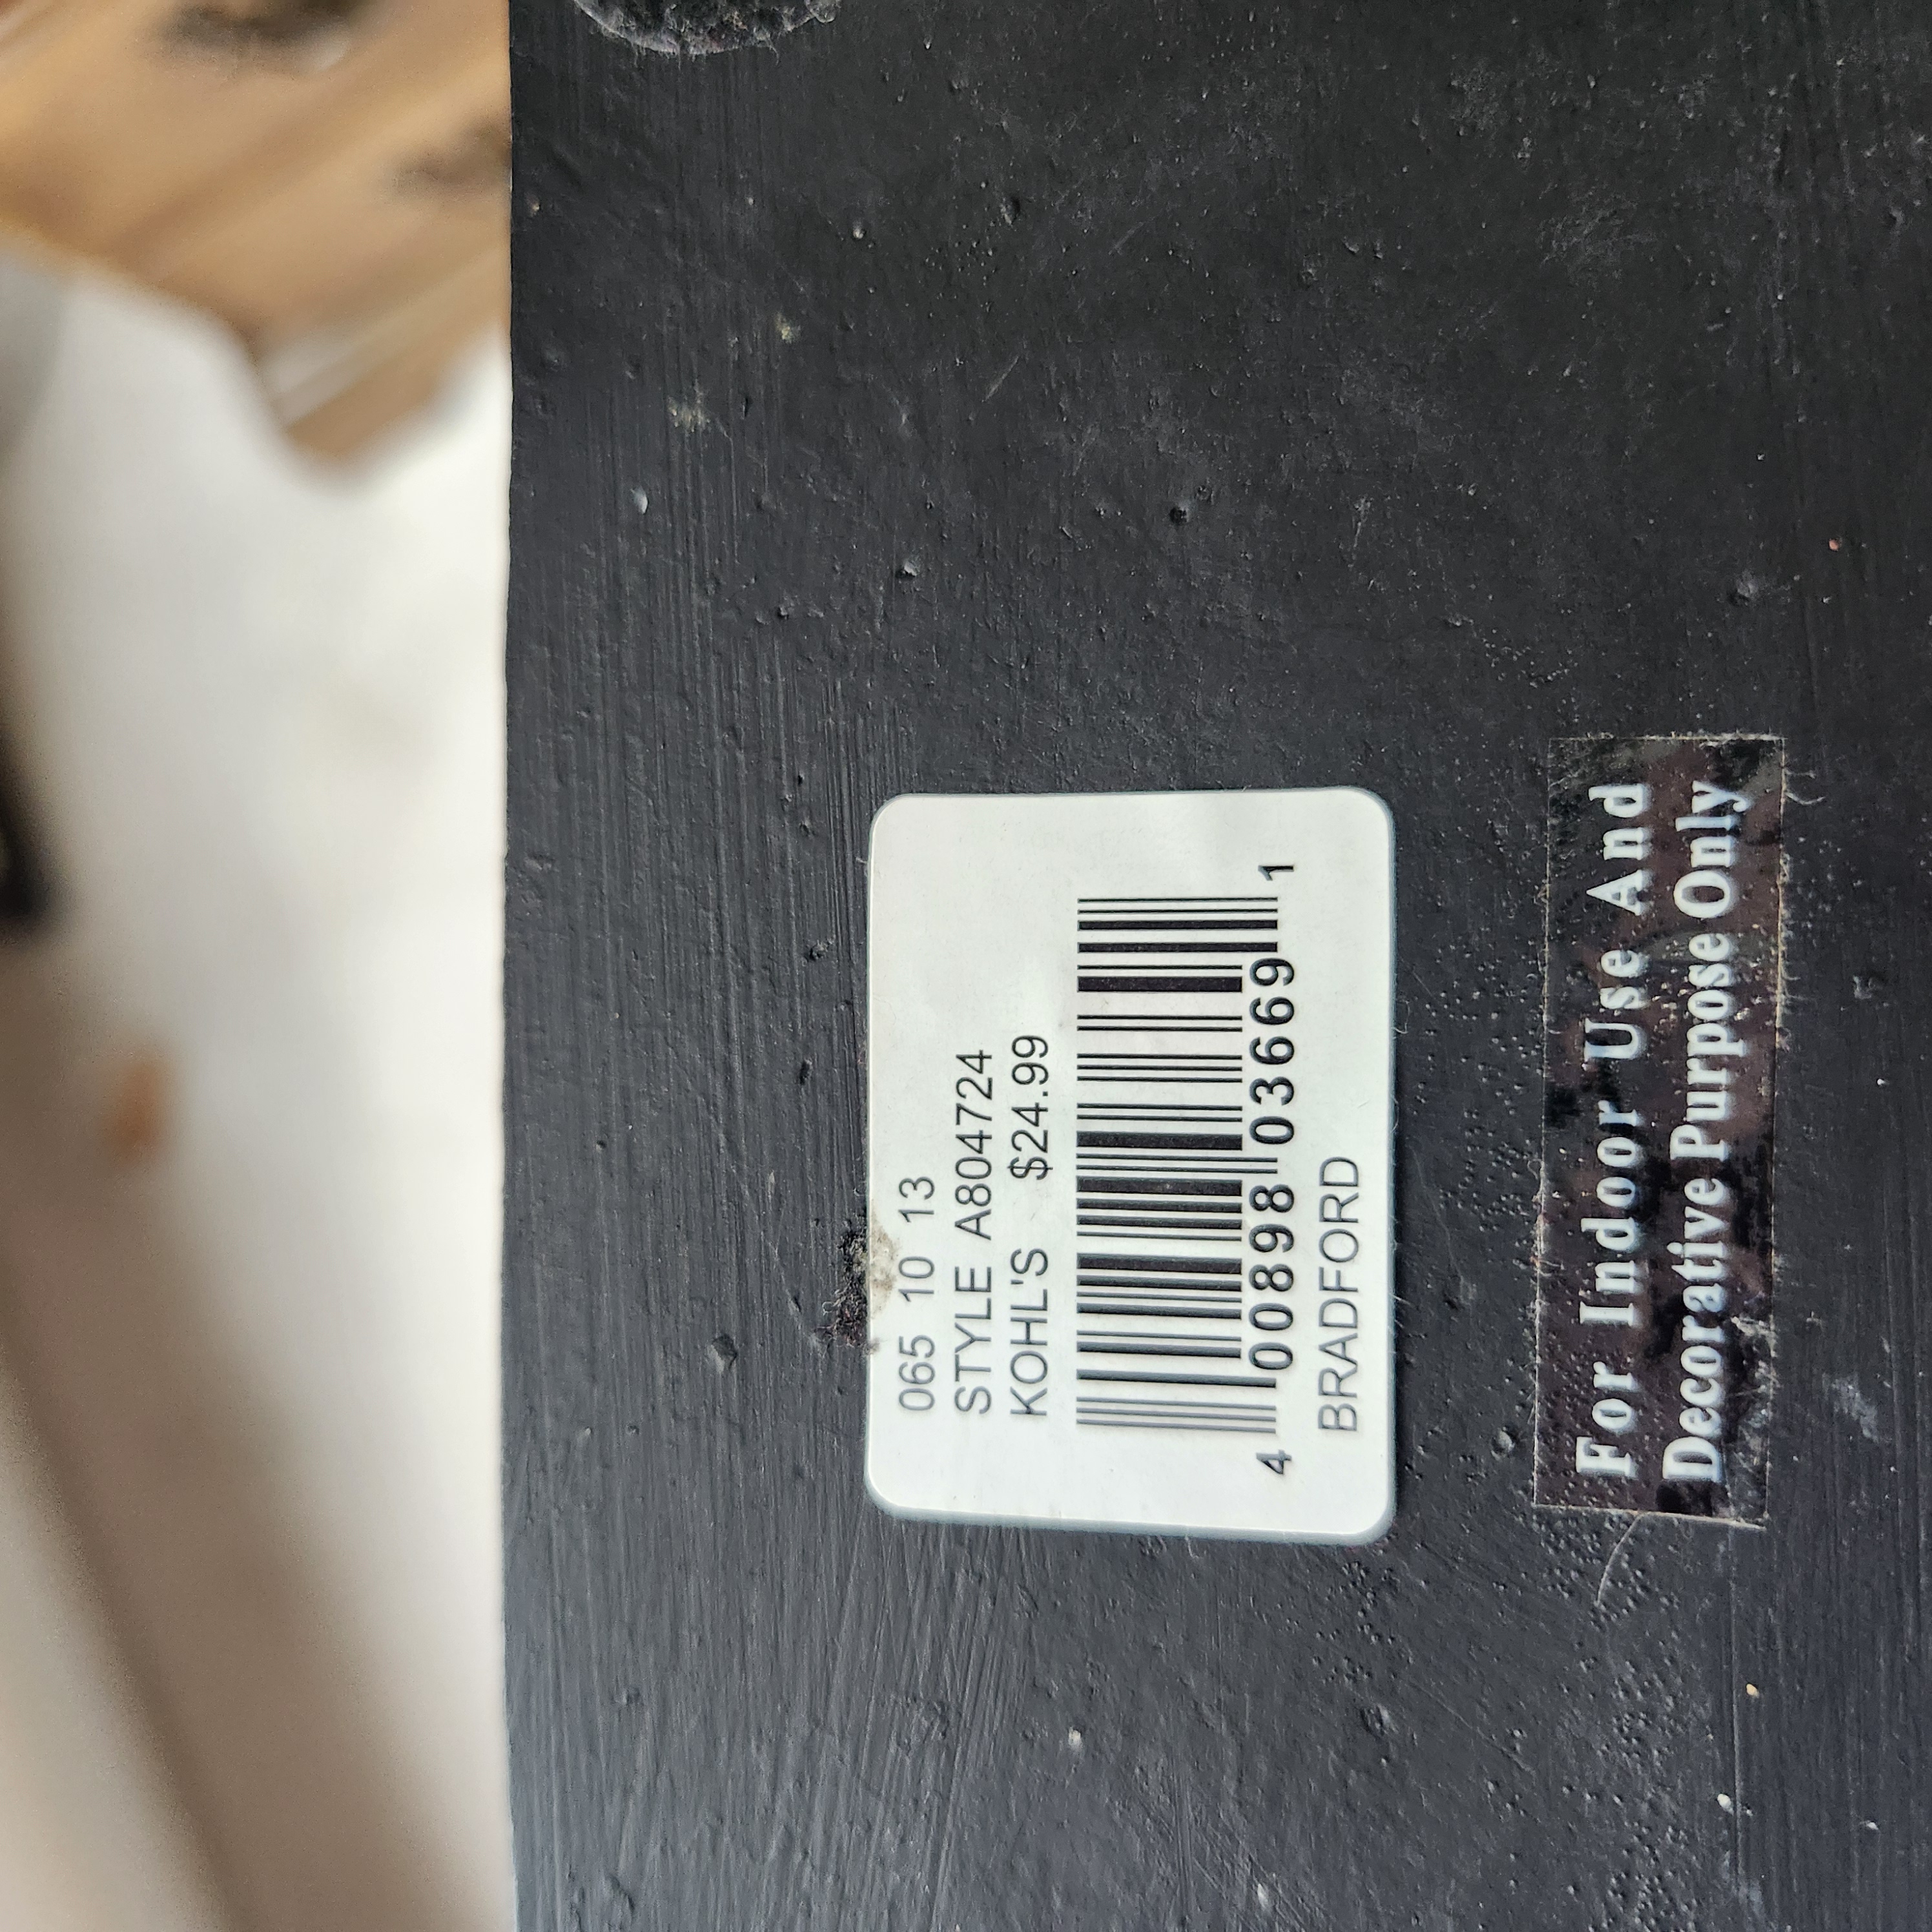 065 10 13
STYLE A804724
KOHL'S $24.99
4 00898 03669 1
BRADFORD
For Indoor Use And
Decorative Purpose Only